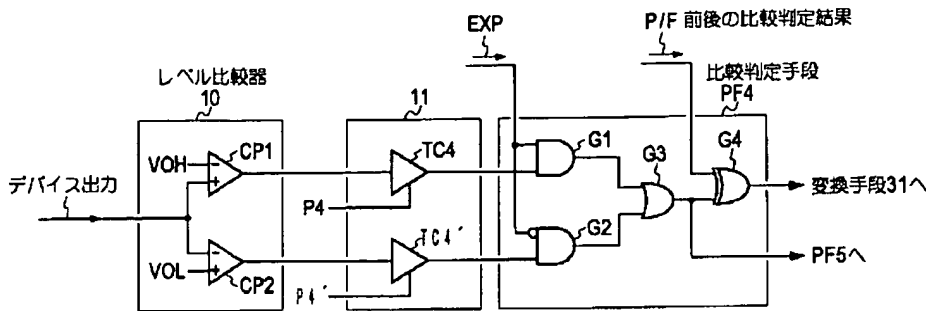 EXP
P/F 前後の比較判定結果
レベル比較器
10
11
比較判定手段
PF4
VOH
CP1
TC4
G1
G3
G4
デバイス出力
P4
変換手段31へ
G2
TC4´
VOL
CP2
P4´
PF5へ